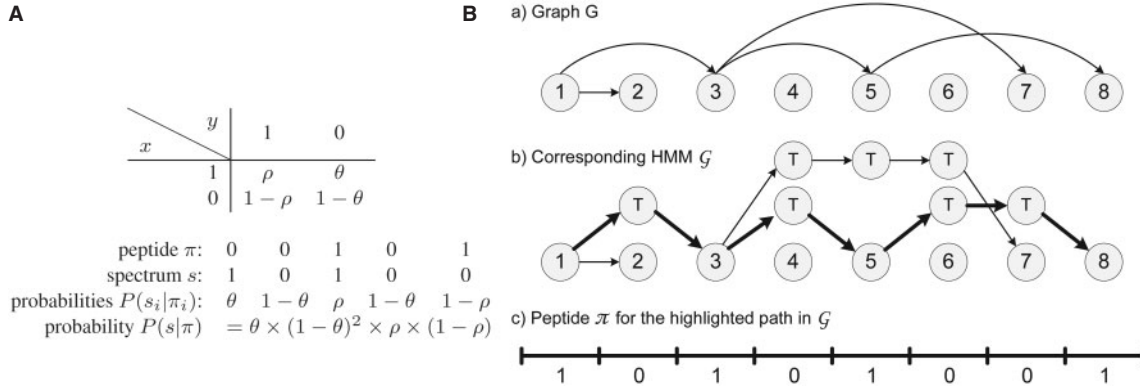 A
y
1 0
x
1 ρ θ
0 1 − ρ 1 − θ
peptide π: 0 0 1 0 1
spectrum s: 1 0 1 0 0
probabilities P(sᵢ|πᵢ): θ 1 − θ ρ 1 − θ 1 − ρ
probability P(s|π) = θ × (1 − θ)² × ρ × (1 − ρ)
B
a) Graph G
1 2 3 4 5 6 7 8
b) Corresponding HMM 𝒢
T T T
T T T T
1 2 3 4 5 6 7 8
c) Peptide π for the highlighted path in 𝒢
1 0 1 0 1 0 0 1